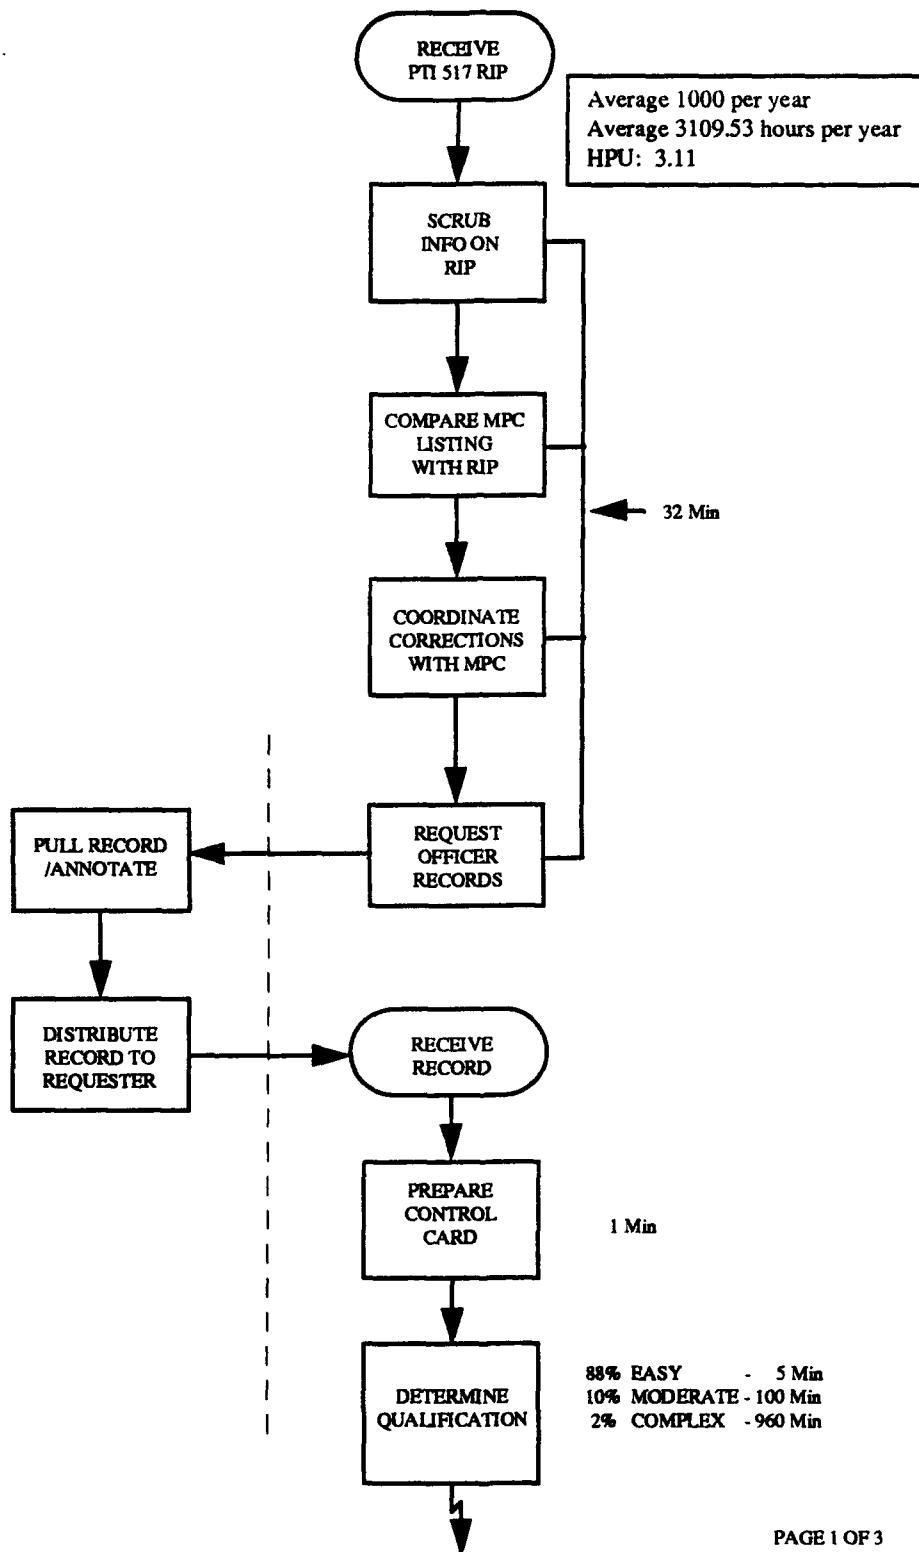 RECEIVE
PTI 517 RIP
Average 1000 per year
Average 3109.53 hours per year
HPU: 3.11
SCRUB
INFO ON
RIP
COMPARE MPC
LISTING
WITH RIP
32 Min
COORDINATE
CORRECTIONS
WITH MPC
PULL RECORD
/ANNOTATE
REQUEST
OFFICER
RECORDS
DISTRIBUTE
RECORD TO
REQUESTER
RECEIVE
RECORD
PREPARE
CONTROL
CARD
1 Min
DETERMINE
QUALIFICATION
88% EASY - 5 Min
10% MODERATE - 100 Min
2% COMPLEX - 960 Min
PAGE 1 OF 3